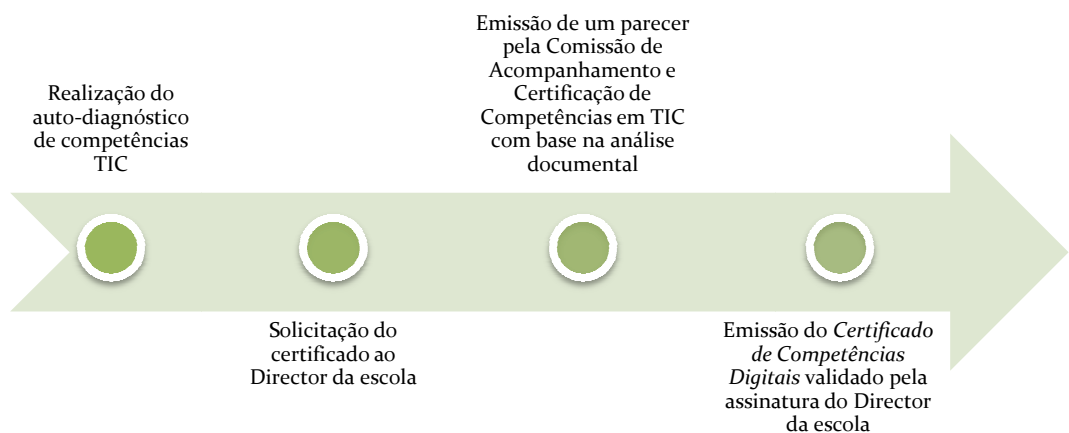 Realização do
auto-diagnóstico
de competências
TIC
Solicitação do
certificado ao
Director da escola
Emissão de um parecer
pela Comissão de
Acompanhamento e
Certificação de
Competências em TIC
com base na análise
documental
Emissão do Certificado
de Competências
Digitais validado pela
assinatura do Director
da escola